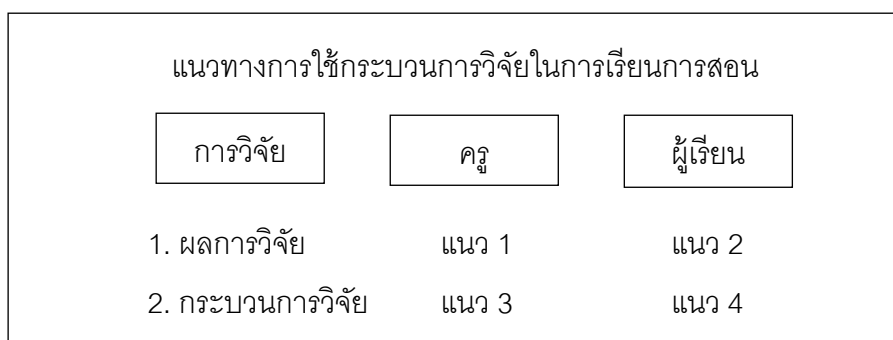 แนวทางการใช้กระบวนการวิจัยในการเรียนการสอน
การวิจัย ครู ผู้เรียน
1. ผลการวิจัย แนว 1 แนว 2
2. กระบวนการวิจัย แนว 3 แนว 4